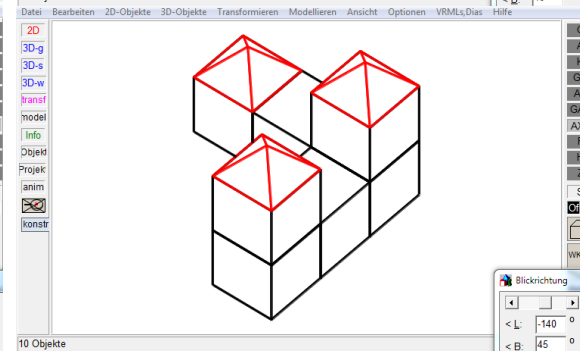 < B:
Datei Bearbeiten 2D-Objekte 3D-Objekte Transformieren Modellieren Ansicht Optionen VRMLs,Dias Hilfe
2D
3D-g
3D-s
3D-w
transf
model
Info
Objekt
Projek
anim
konstr
10 Objekte
WK
Blickrichtung
< L: -140 °
< B: 45 °